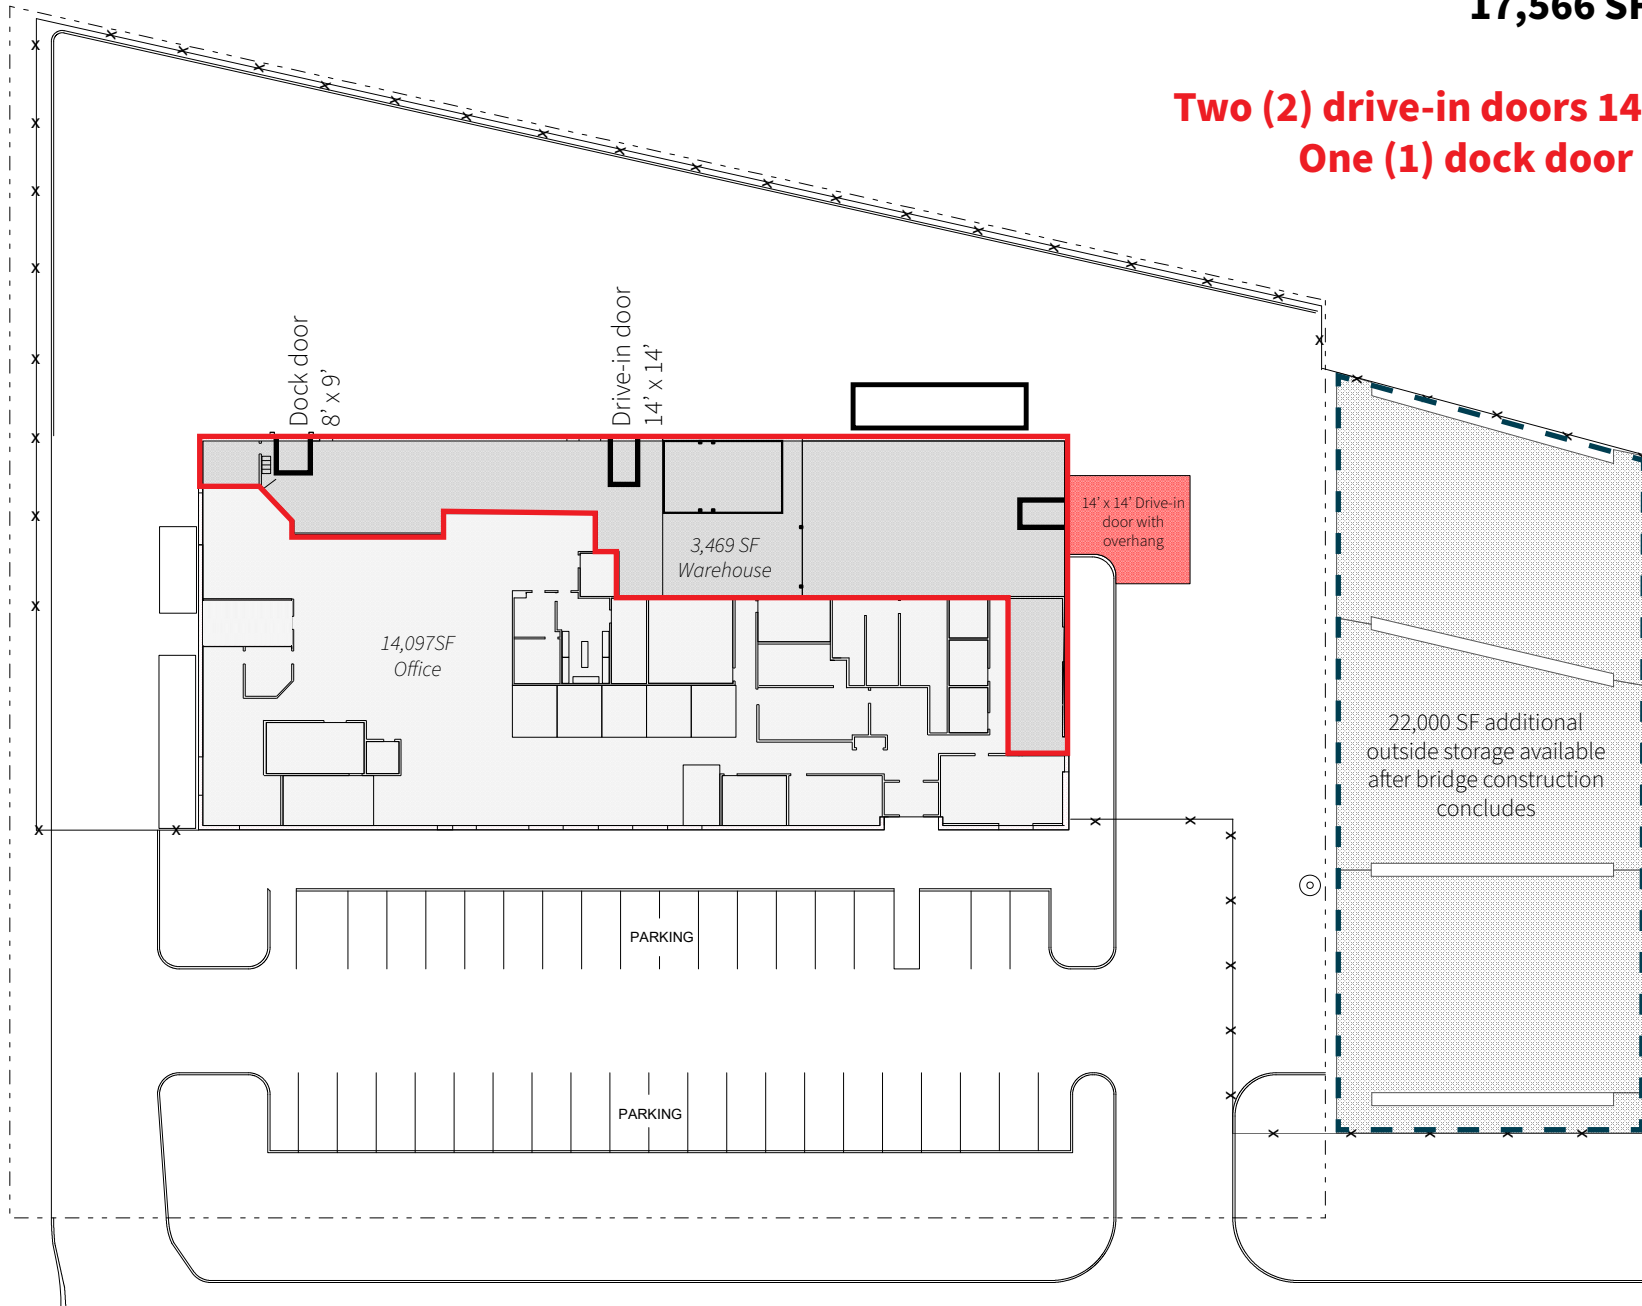 17,566 SF
Two (2) drive-in doors 14
One (1) dock door
Dock door
8’ x 9’
Drive-in door
14’ x 14’
14’ x 14’ Drive-in
door with
overhang
3,469 SF
Warehouse
14,097SF
Office
22,000 SF additional
outside storage available
after bridge construction
concludes
PARKING
PARKING